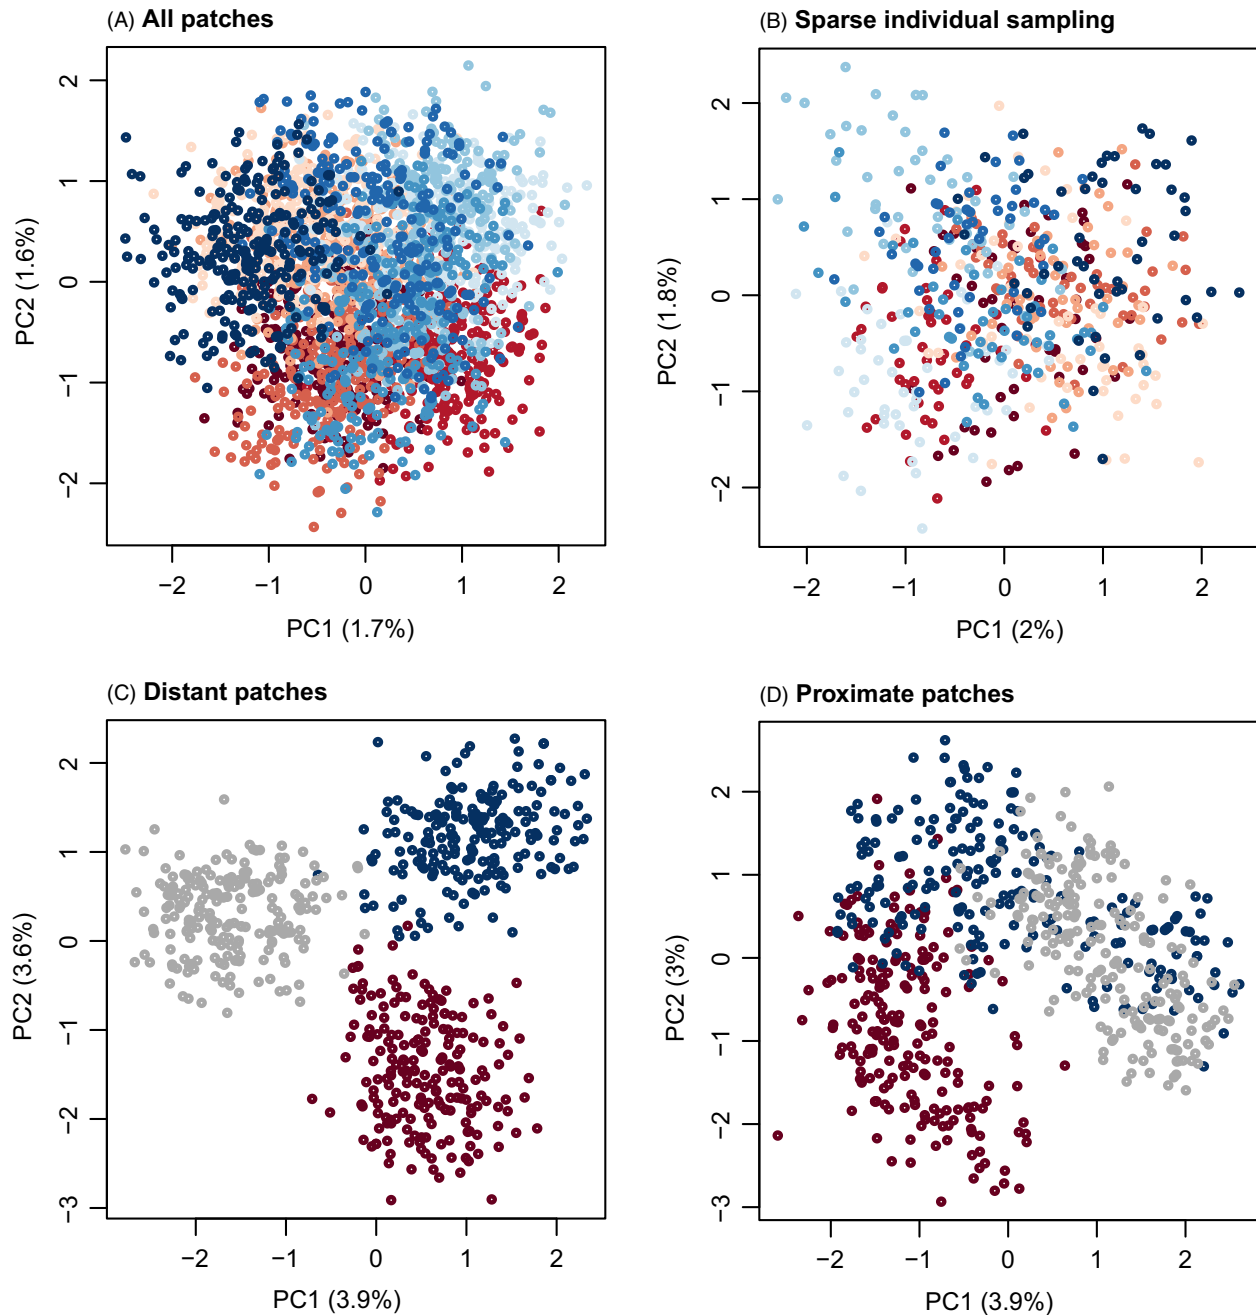 (A) All patches
PC2 (1.6%)
2
1
0
−1
−2
−2 −1 0 1 2
PC1 (1.7%)
(B) Sparse individual sampling
PC2 (1.8%)
2
1
0
−1
−2
−2 −1 0 1 2
PC1 (2%)
(C) Distant patches
PC2 (3.6%)
2
1
0
−1
−2
−3
−2 −1 0 1 2
PC1 (3.9%)
(D) Proximate patches
PC2 (3%)
2
1
0
−1
−2
−3
−2 −1 0 1 2
PC1 (3.9%)